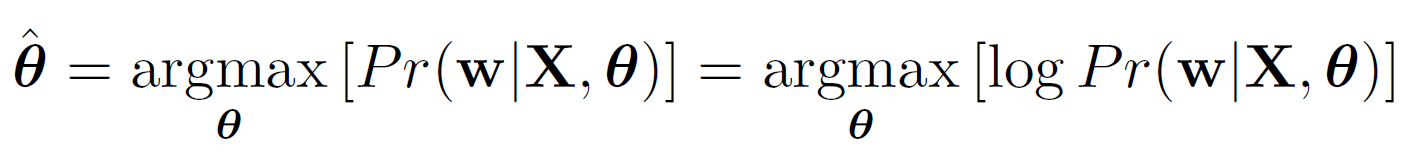 θ̂ = argmax [Pr(w|X, θ)] = argmax [log Pr(w|X, θ)]
θ θ